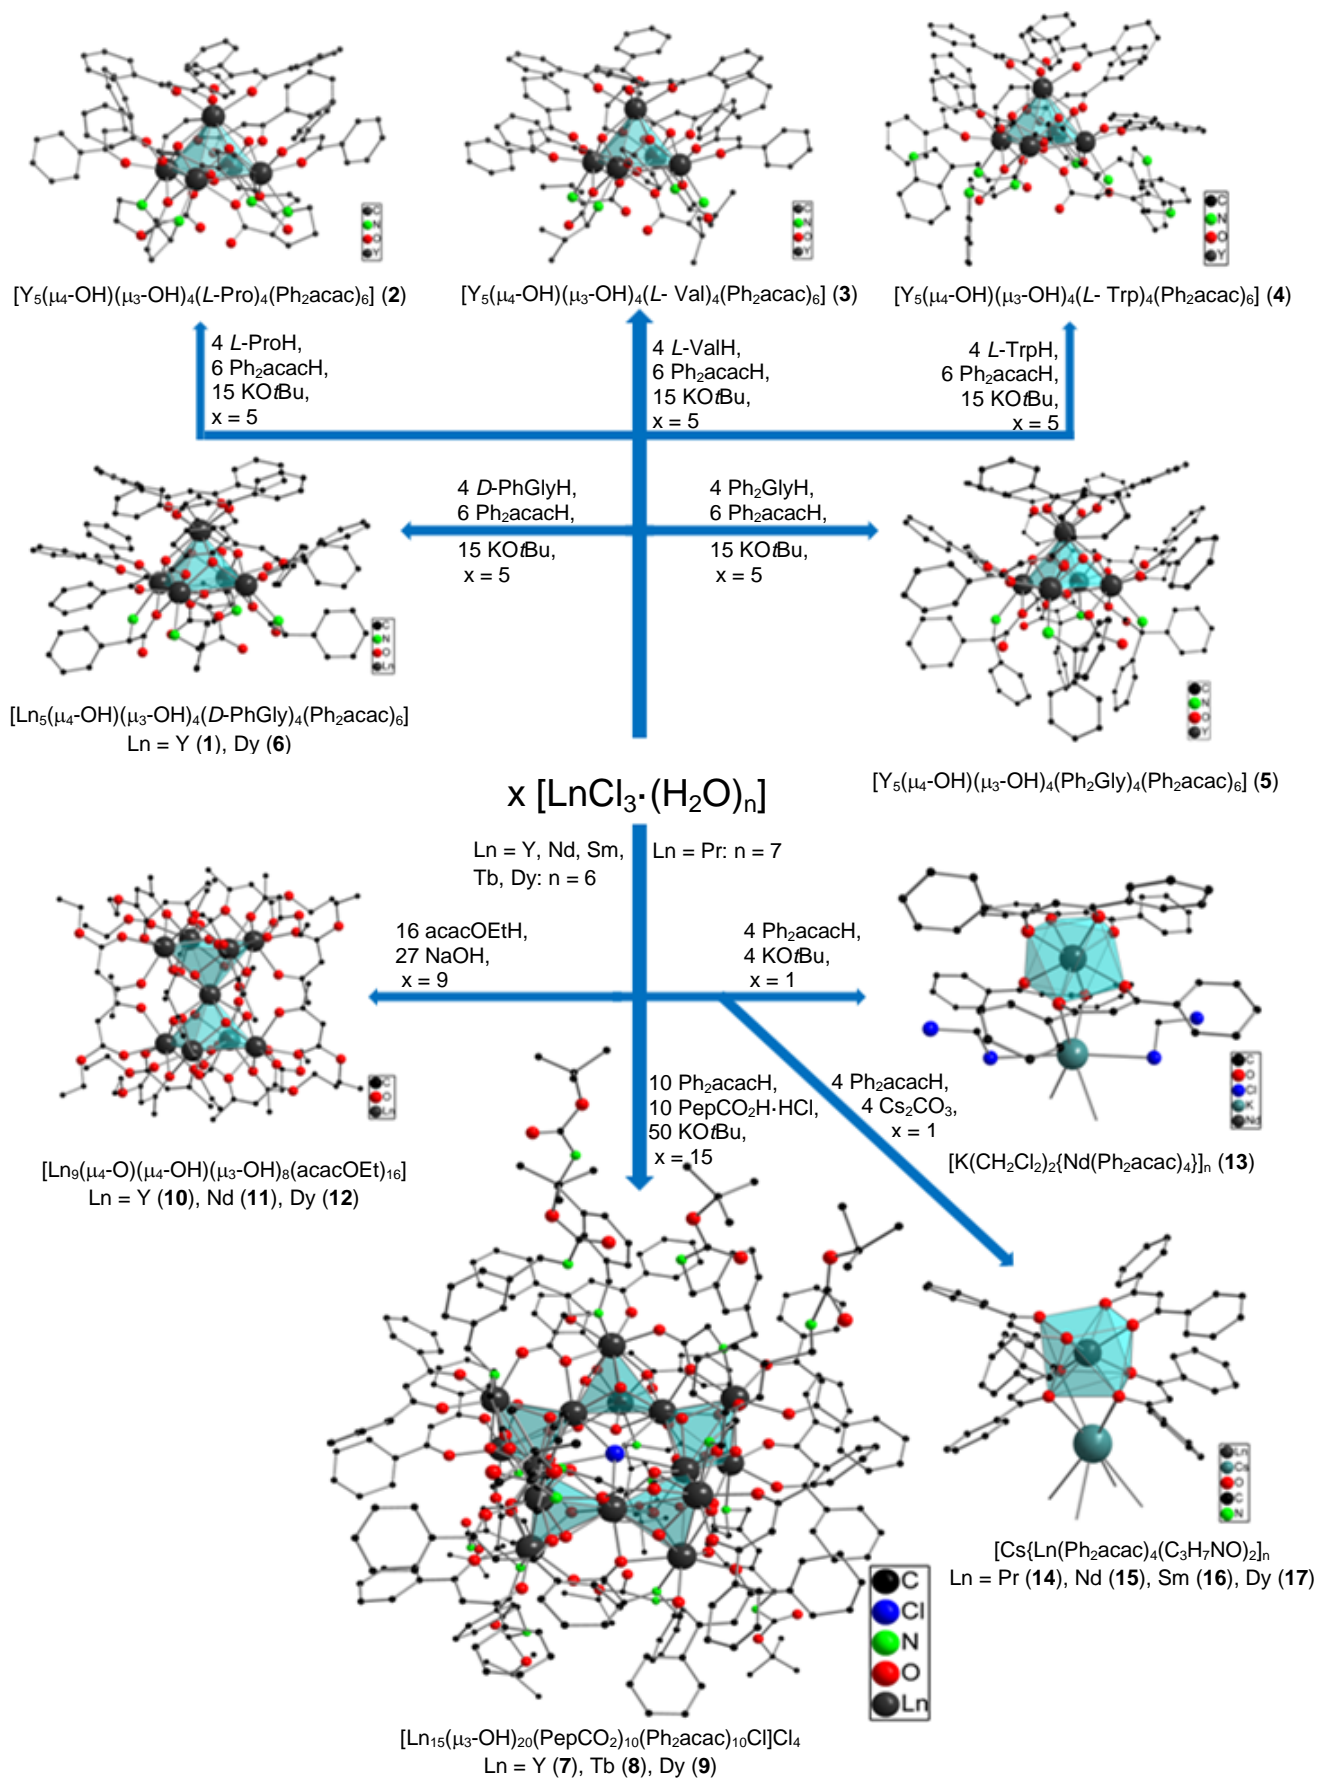 C
N
O
Y
C
N
O
Y
C
N
O
Y
[Y₅(μ₄-OH)(μ₃-OH)₄(L-Pro)₄(Ph₂acac)₆] (2)
[Y₅(μ₄-OH)(μ₃-OH)₄(L- Val)₄(Ph₂acac)₆] (3)
[Y₅(μ₄-OH)(μ₃-OH)₄(L- Trp)₄(Ph₂acac)₆] (4)
4 L-ProH,
6 Ph₂acacH,
15 KOtBu,
x = 5
4 L-ValH,
6 Ph₂acacH,
15 KOtBu,
x = 5
4 L-TrpH,
6 Ph₂acacH,
15 KOtBu,
x = 5
4 D-PhGlyH,
6 Ph₂acacH,
15 KOtBu,
x = 5
4 Ph₂GlyH,
6 Ph₂acacH,
15 KOtBu,
x = 5
C
N
O
Ln
C
N
O
Y
[Ln₅(μ₄-OH)(μ₃-OH)₄(D-PhGly)₄(Ph₂acac)₆]
Ln = Y (1), Dy (6)
[Y₅(μ₄-OH)(μ₃-OH)₄(Ph₂Gly)₄(Ph₂acac)₆] (5)
x [LnCl₃·(H₂O)ₙ]
Ln = Y, Nd, Sm,
Tb, Dy: n = 6
Ln = Pr: n = 7
16 acacOEtH,
27 NaOH,
x = 9
4 Ph₂acacH,
4 KOtBu,
x = 1
10 Ph₂acacH,
10 PepCO₂H·HCl,
50 KOtBu,
x = 15
4 Ph₂acacH,
4 Cs₂CO₃,
x = 1
C
O
Ln
C
O
Cl
K
Nd
[Ln₉(μ₄-O)(μ₄-OH)(μ₃-OH)₈(acacOEt)₁₆]
Ln = Y (10), Nd (11), Dy (12)
[K(CH₂Cl₂)₂{Nd(Ph₂acac)₄}]ₙ (13)
Ln
Cs
O
C
N
[Cs{Ln(Ph₂acac)₄(C₃H₇NO)₂]ₙ
Ln = Pr (14), Nd (15), Sm (16), Dy (17)
C
Cl
N
O
Ln
[Ln₁₅(μ₃-OH)₂₀(PepCO₂)₁₀(Ph₂acac)₁₀Cl]Cl₄
Ln = Y (7), Tb (8), Dy (9)